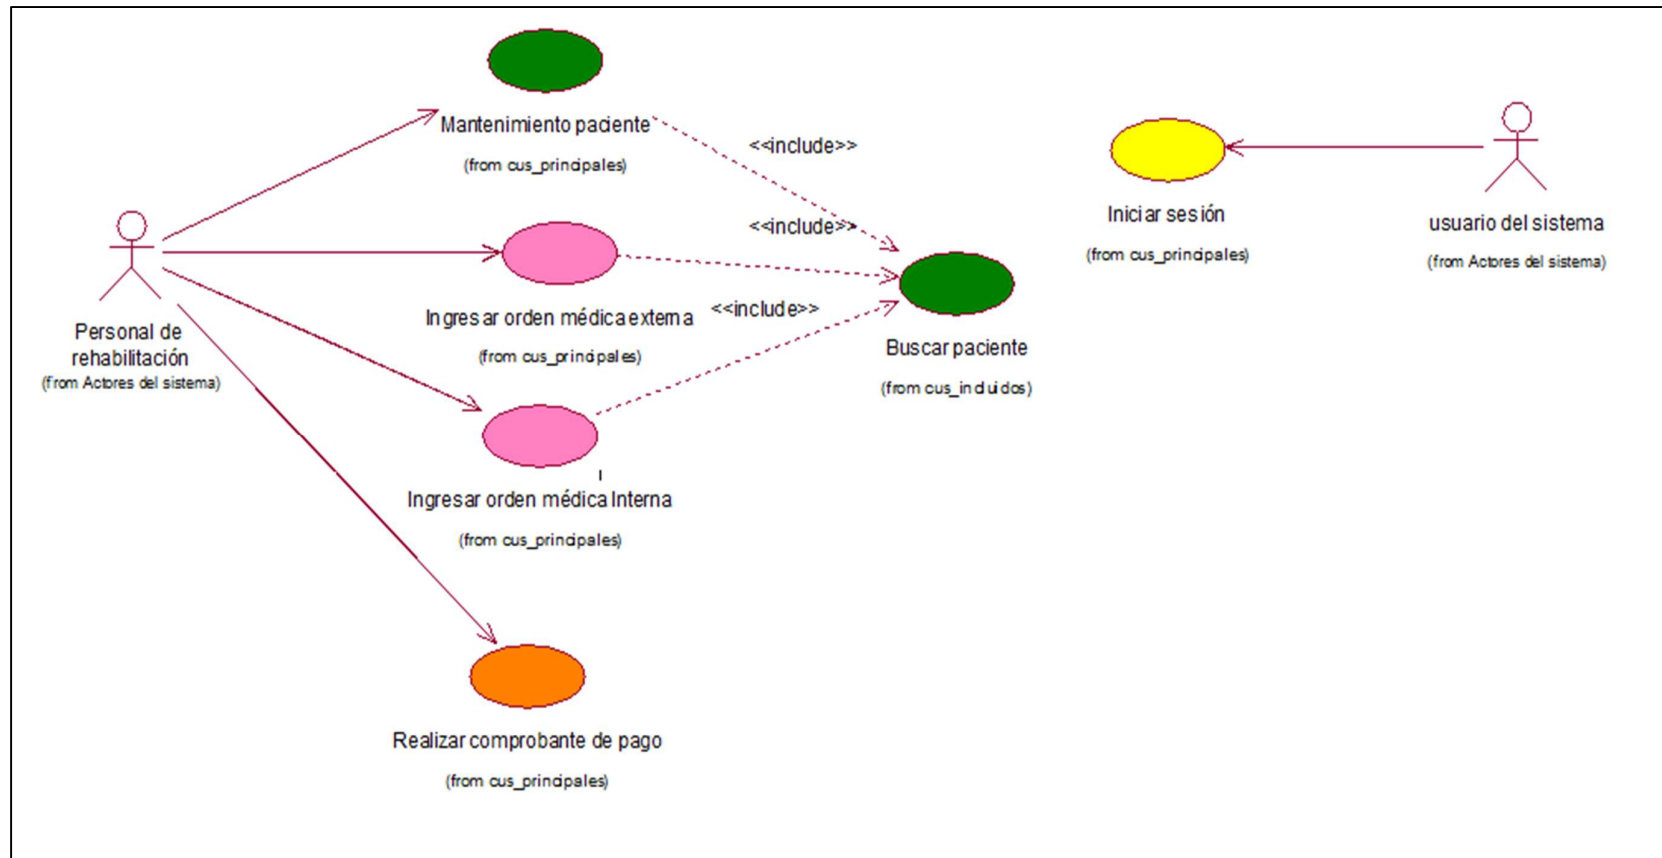 Mantenimiento paciente
(from cus_principales)
<<include>>
<<include>>
<<include>>
Ingresar orden médica externa
(from cus_principales)
Personal de
rehabilitación
(from Actores del sistema)
Ingresar orden médica Interna
(from cus_principales)
Realizar comprobante de pago
(from cus_principales)
Buscar paciente
(from cus_incluidos)
Iniciar sesión
(from cus_principales)
usuario del sistema
(from Actores del sistema)